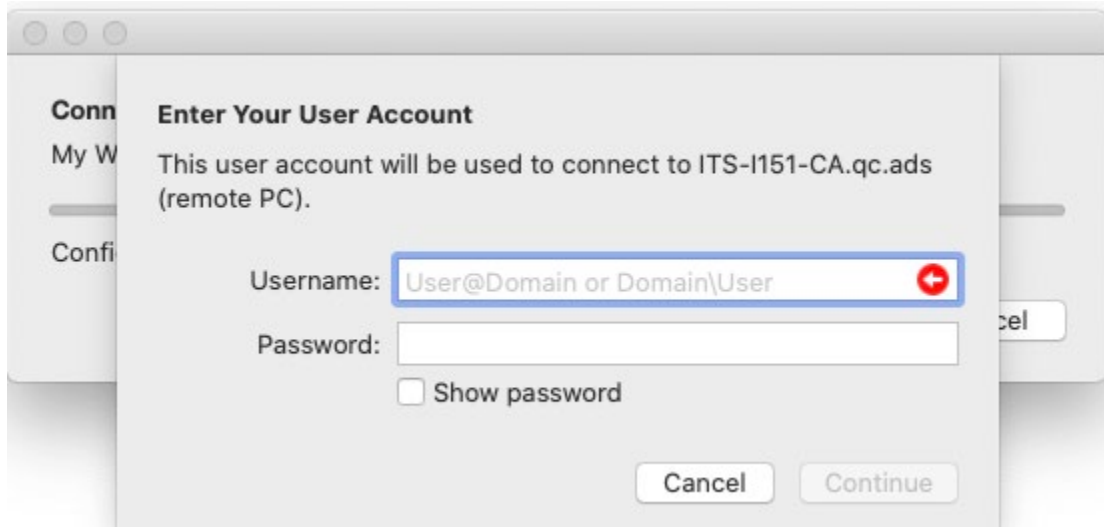 Conn
My W
Confi
Enter Your User Account
This user account will be used to connect to ITS-I151-CA.qc.ads
(remote PC).
Username: User@Domain or Domain\User
Password:
Show password
cel
Cancel Continue